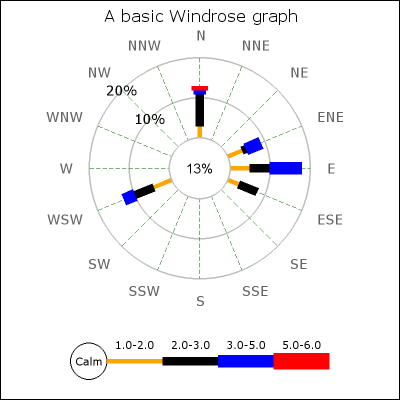 A basic Windrose graph
N
NNW
NNE
NW
NE
20%
10%
WNW
ENE
W
13%
E
WSW
ESE
SW
SE
SSW
SSE
S
1.0-2.0
2.0-3.0
3.0-5.0
5.0-6.0
Calm